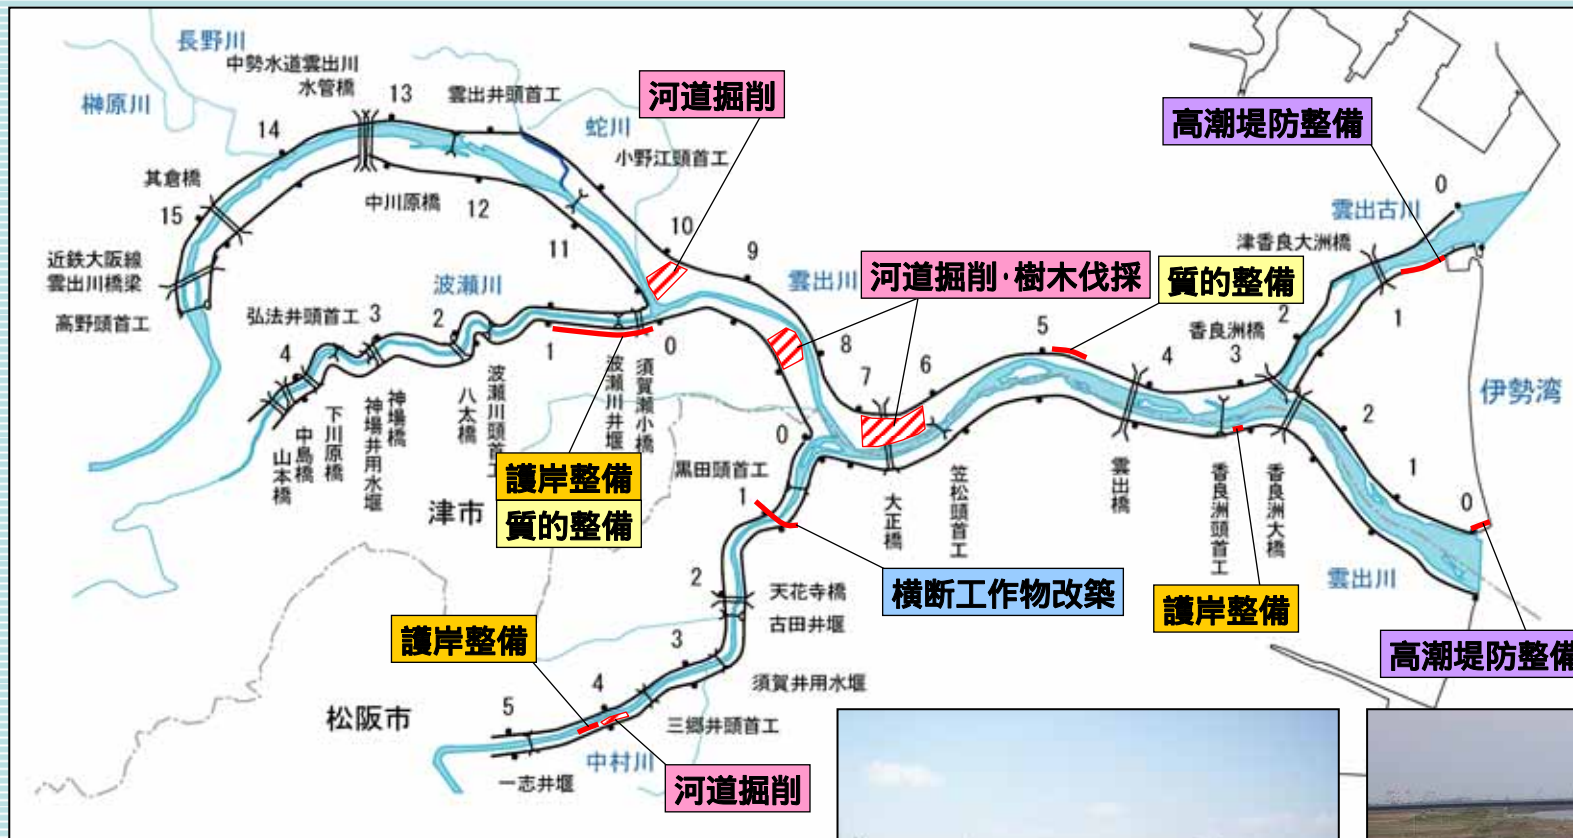 長野川
中勢水道雲出川
水管橋
榊原川
13
雲出井頭首工
河道掘削
蛇川
小野江頭首工
高潮堤防整備
14
其倉橋
15
中川原橋
12
11
10
9
0
雲出古川
津香良大洲橋
近鉄大阪線
雲出川橋梁
高野頭首工
波瀬川
雲出川
河道掘削・樹木伐採
質的整備
弘法井頭首工
3
2
4
1
0
8
7
6
5
4
香良洲橋
3
2
1
伊勢湾
山本橋
中島橋
下川原橋
神場井用水堰
神場橋
八太橋
波瀬川頭首工
波瀬川井堰
須賀瀬小橋
護岸整備
質的整備
津市
0
黒田頭首工
1
大正橋
笠松頭首工
雲出橋
香良洲頭首工
香良洲大橋
2
1
0
雲出川
横断工作物改築
護岸整備
高潮堤防整備
2
天花寺橋
古田井堰
護岸整備
3
須賀井用水堰
4
三郷井頭首工
松阪市
5
中村川
一志井堰
河道掘削